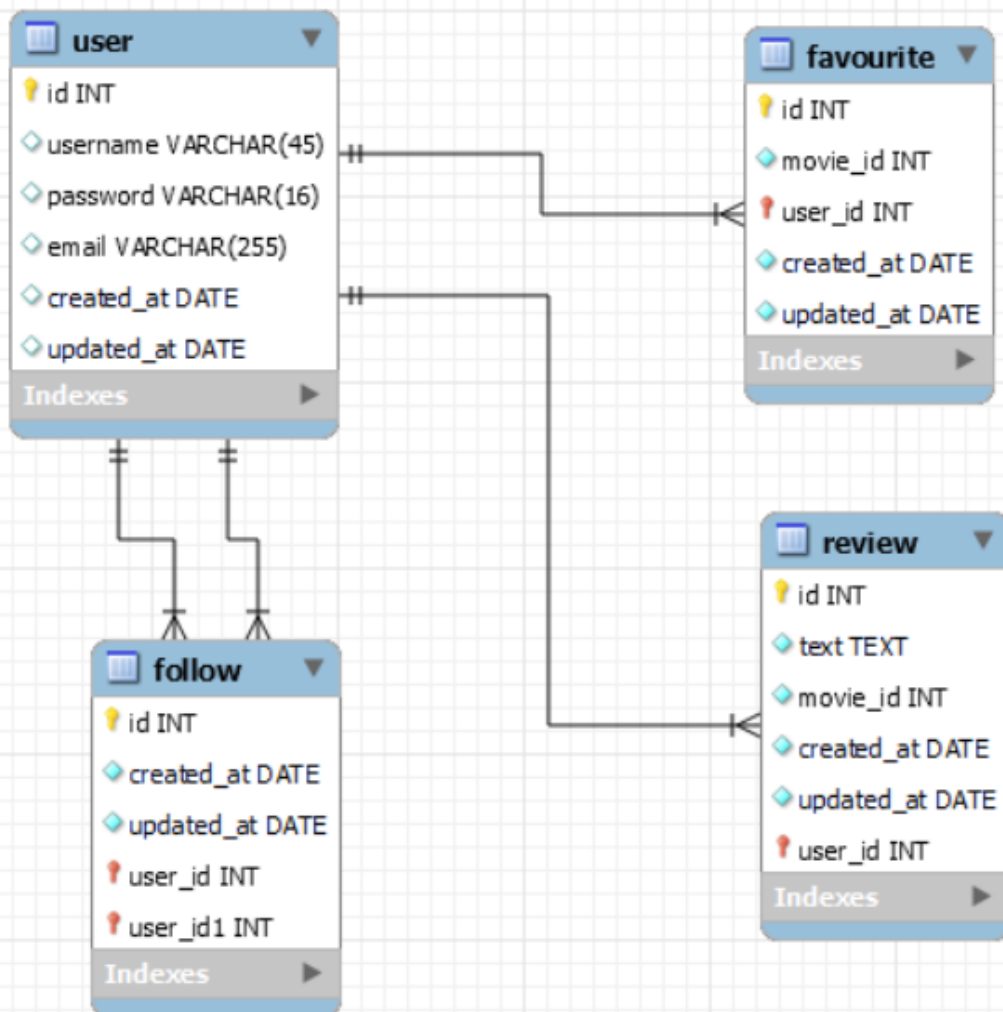 user
id INT
username VARCHAR(45)
password VARCHAR(16)
email VARCHAR(255)
created_at DATE
updated_at DATE
Indexes
favourite
id INT
movie_id INT
user_id INT
created_at DATE
updated_at DATE
Indexes
follow
id INT
created_at DATE
updated_at DATE
user_id INT
user_id1 INT
Indexes
review
id INT
text TEXT
movie_id INT
created_at DATE
updated_at DATE
user_id INT
Indexes